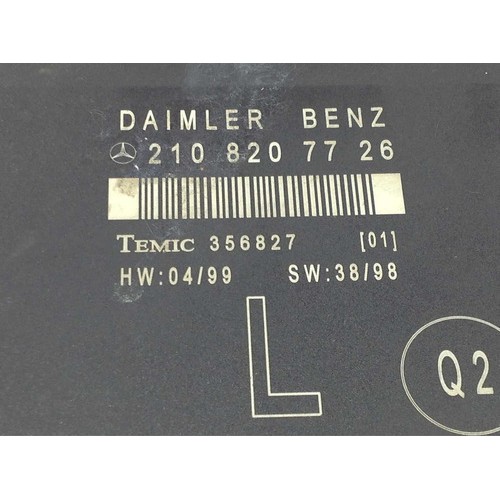 DAIMLER BENZ
210 820 77 26
TEMIC 356827 [01]
HW:04/99 SW:38/98
L
Q2